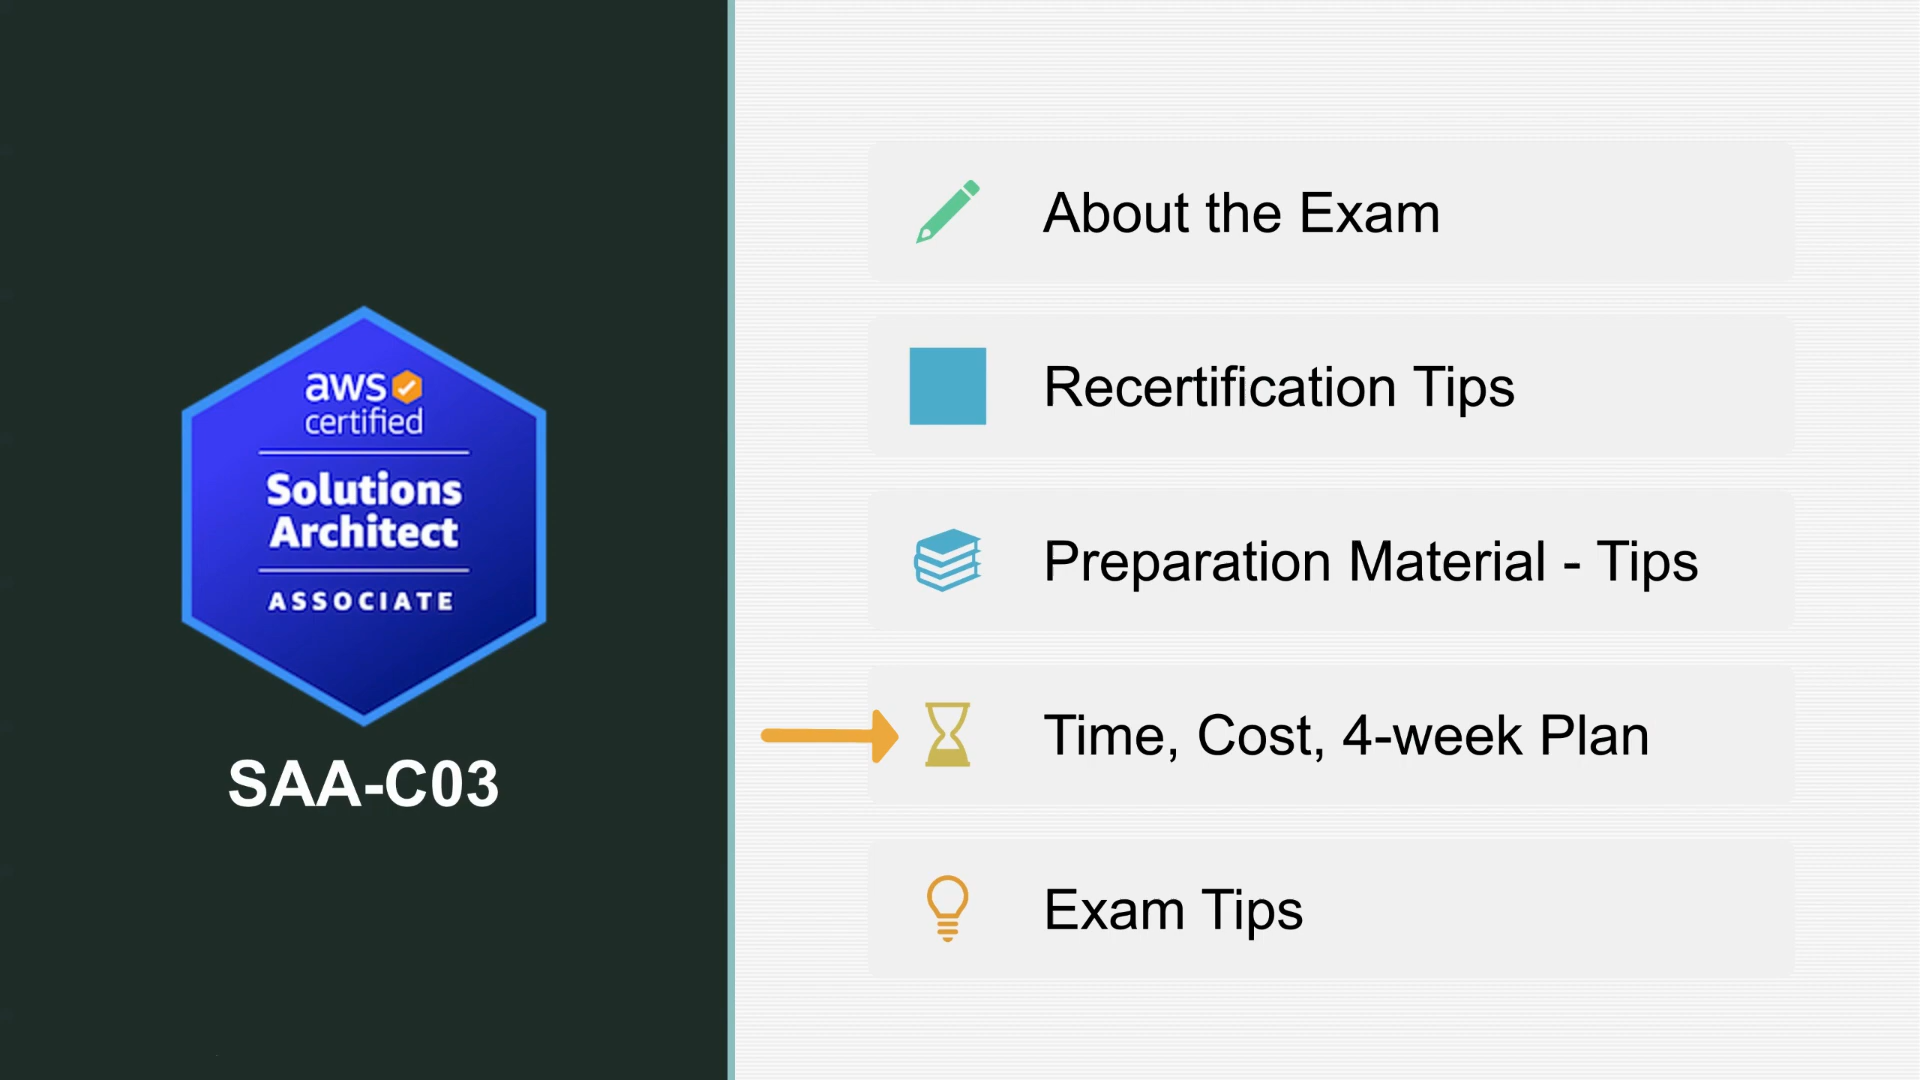 aws
certified
Solutions
Architect
ASSOCIATE
SAA-C03
About the Exam
Recertification Tips
Preparation Material - Tips
Time, Cost, 4-week Plan
Exam Tips